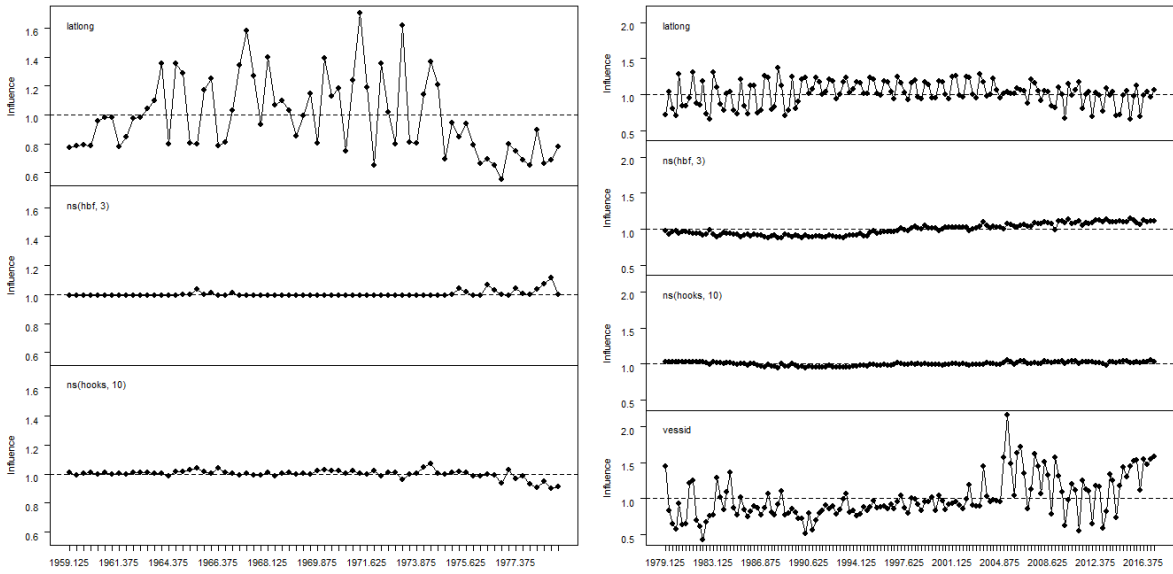 latlong
Influence
0.6 0.8 1.0 1.2 1.4 1.6
ns(hbf, 3)
Influence
0.6 0.8 1.0 1.2 1.4 1.6
ns(hooks, 10)
Influence
0.6 0.8 1.0 1.2 1.4 1.6
1959.125 1961.375 1964.375 1966.375 1968.125 1969.875 1971.625 1973.875 1975.625 1977.375
latlong
Influence
0.5 1.0 1.5 2.0
ns(hbf, 3)
Influence
0.5 1.0 1.5 2.0
ns(hooks, 10)
Influence
0.5 1.0 1.5 2.0
vessid
Influence
0.5 1.0 1.5 2.0
1979.125 1983.125 1986.875 1990.625 1994.125 1997.625 2001.125 2004.875 2008.625 2012.375 2016.375